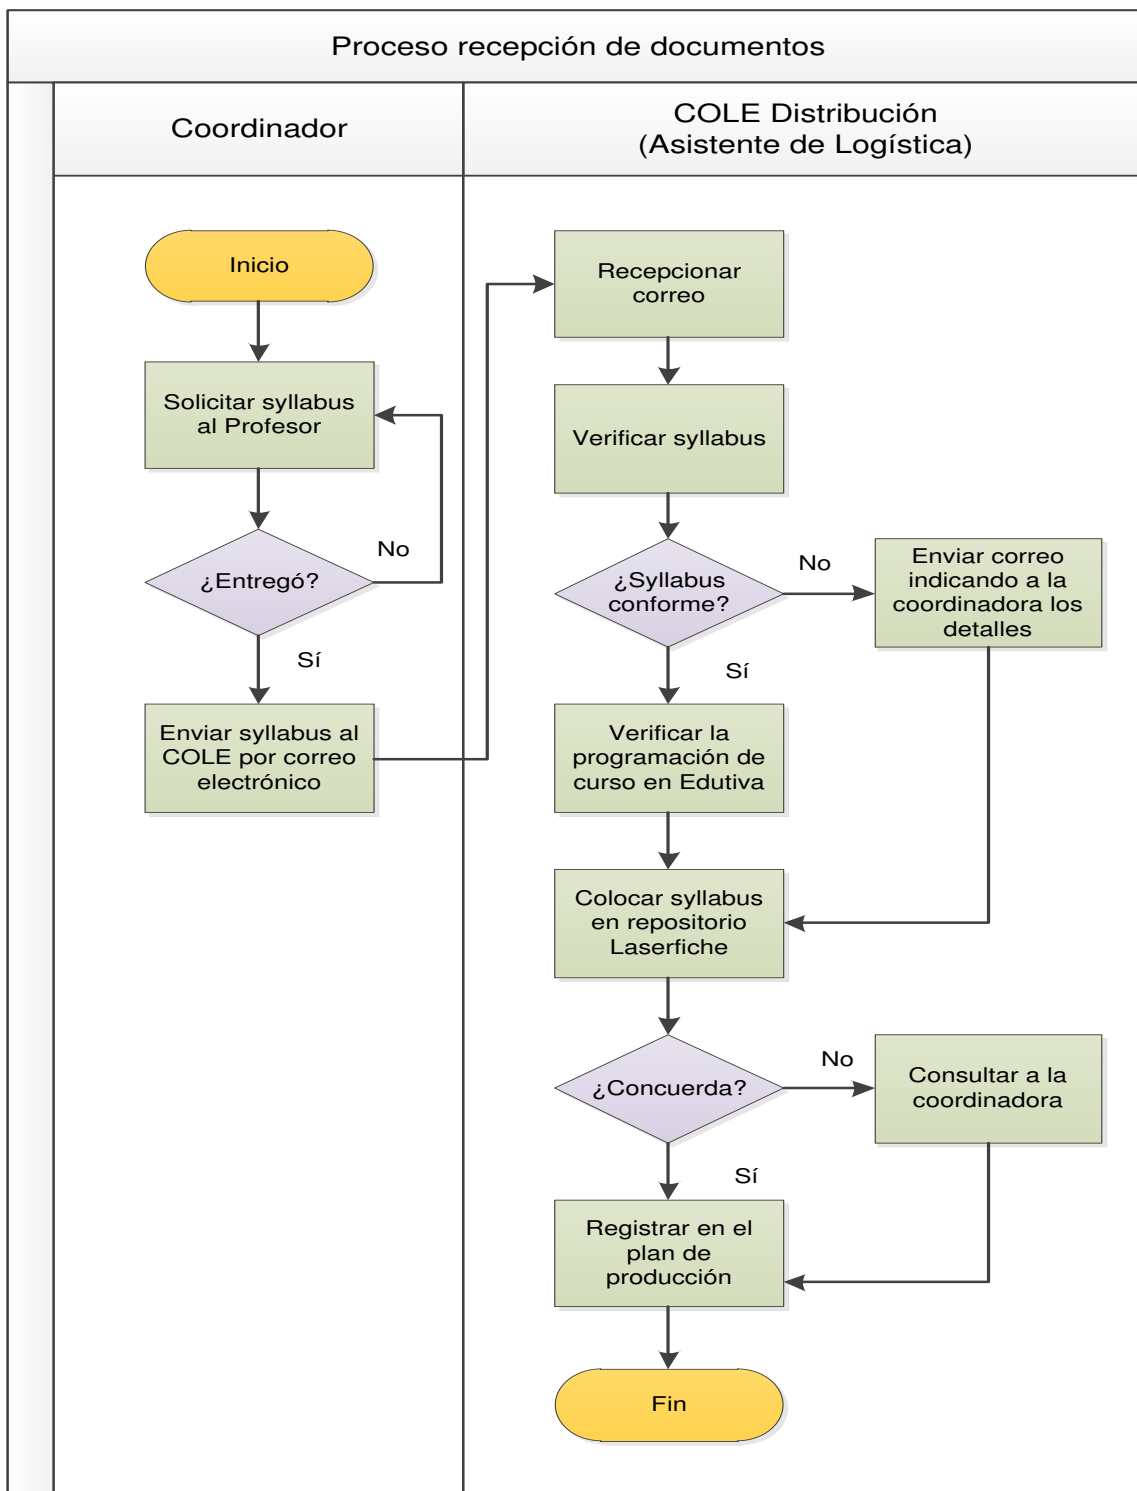 Proceso recepción de documentos
Coordinador
COLE Distribución
(Asistente de Logística)
Inicio
Solicitar syllabus
al Profesor
¿Entregó?
No
Sí
Enviar syllabus al
COLE por correo
electrónico
Recepcionar
correo
Verificar syllabus
¿Syllabus
conforme?
No
Enviar correo
indicando a la
coordinadora los
detalles
Sí
Verificar la
programación de
curso en Edutiva
Colocar syllabus
en repositorio
Laserfiche
¿Concuerda?
No
Consultar a la
coordinadora
Sí
Registrar en el
plan de
producción
Fin